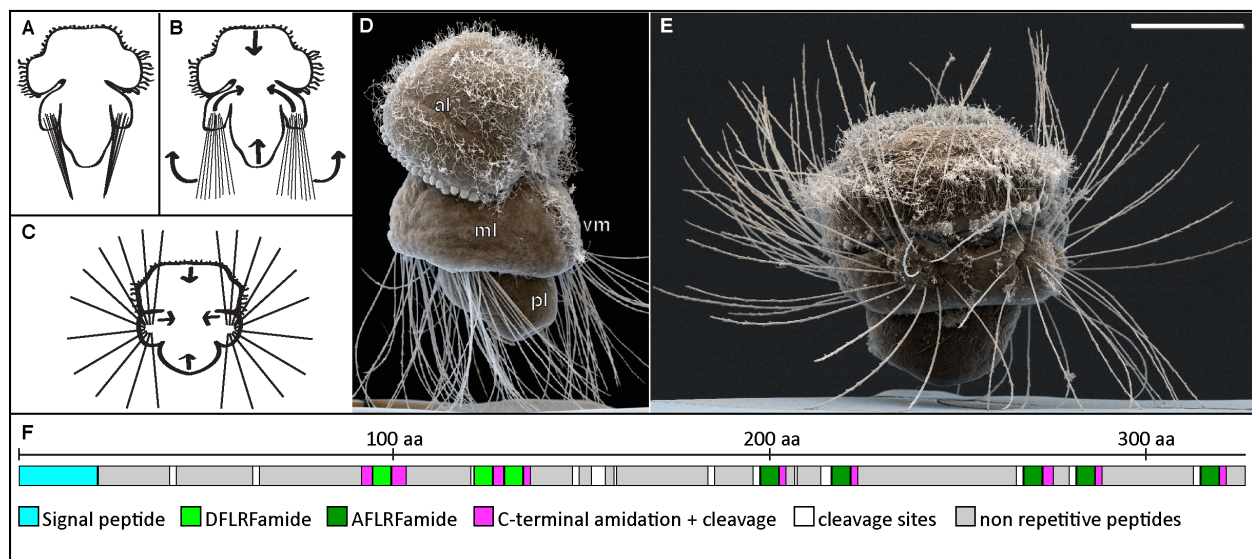 A
B
D
E
al
ml
vm
pl
C
F
100 aa
200 aa
300 aa
Signal peptide
DFLRFamide
AFLRFamide
C-terminal amidation + cleavage
cleavage sites
non repetitive peptides